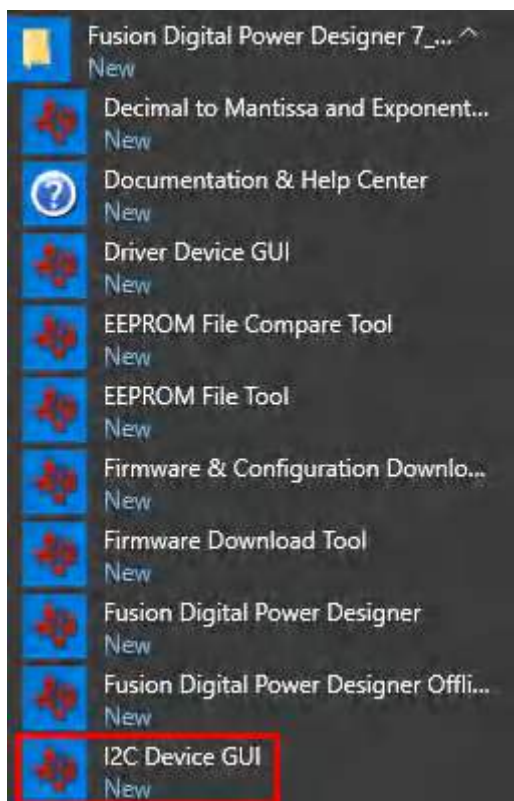 Fusion Digital Power Designer 7_...
New
Decimal to Mantissa and Exponent...
New
Documentation & Help Center
New
Driver Device GUI
New
EEPROM File Compare Tool
New
EEPROM File Tool
New
Firmware & Configuration Downlo...
New
Firmware Download Tool
New
Fusion Digital Power Designer
New
Fusion Digital Power Designer Offli...
New
I2C Device GUI
New